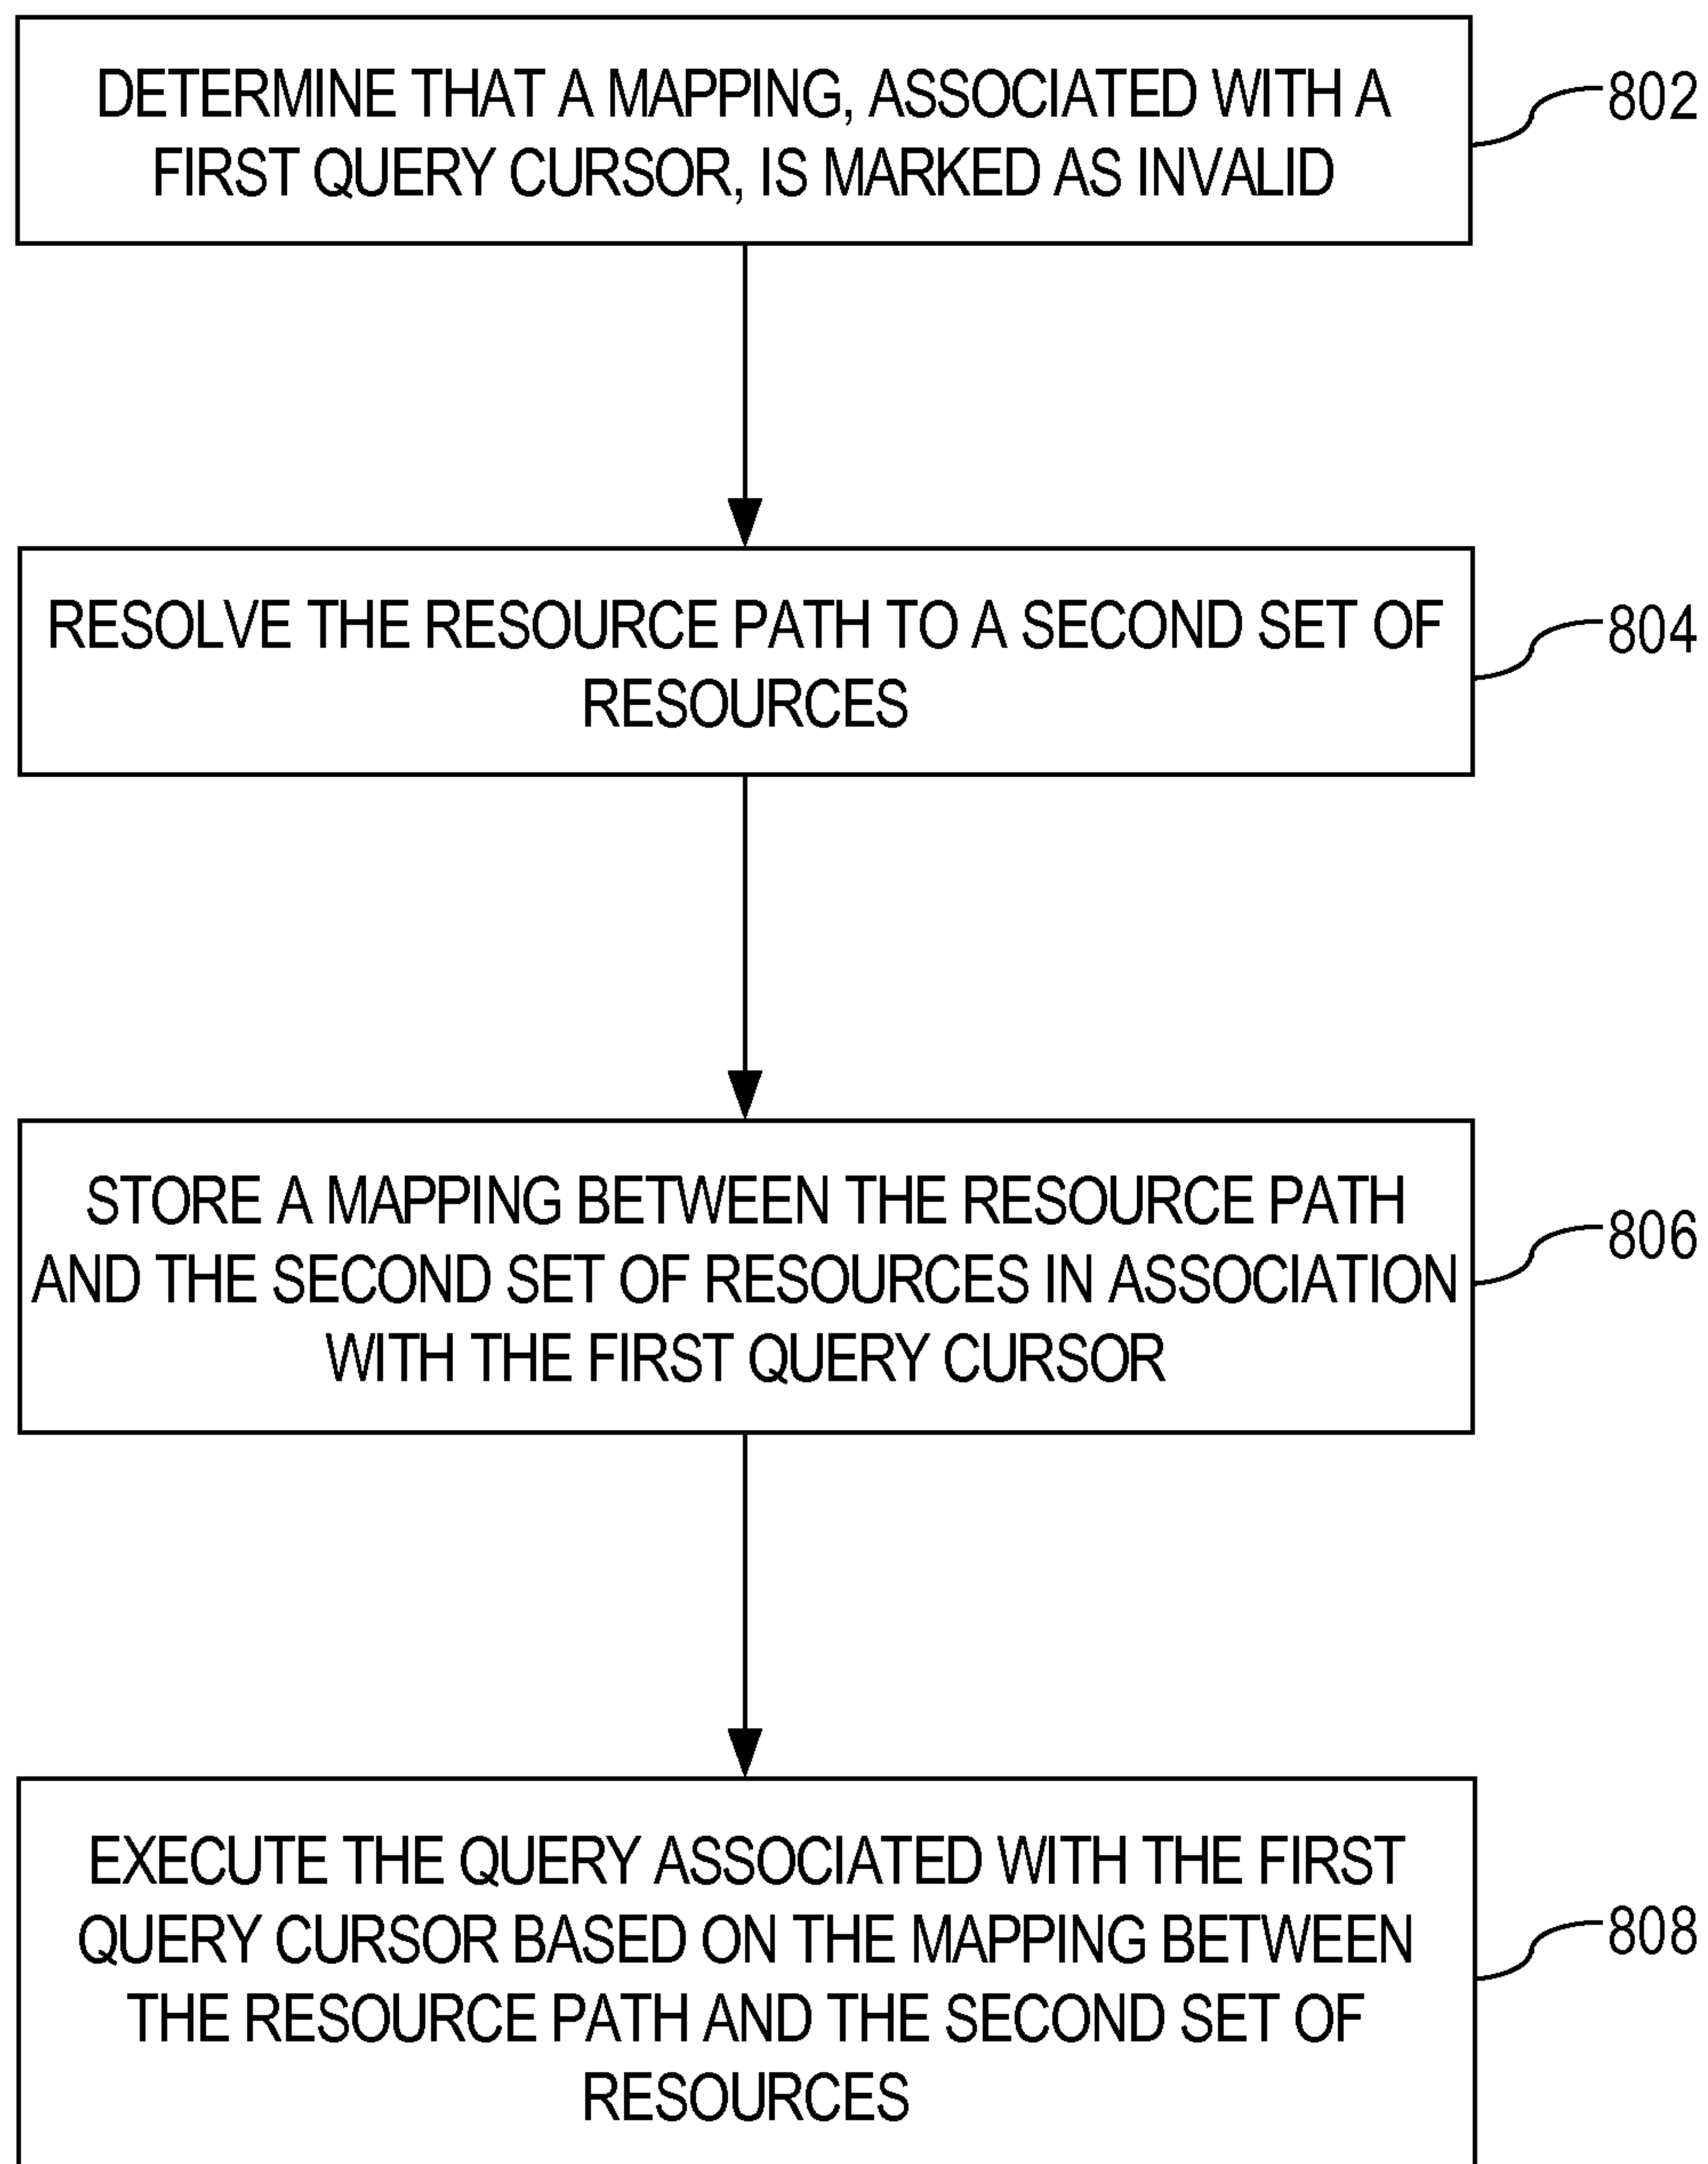 DETERMINE THAT A MAPPING, ASSOCIATED WITH A
FIRST QUERY CURSOR, IS MARKED AS INVALID
802
RESOLVE THE RESOURCE PATH TO A SECOND SET OF
RESOURCES
804
STORE A MAPPING BETWEEN THE RESOURCE PATH
AND THE SECOND SET OF RESOURCES IN ASSOCIATION
WITH THE FIRST QUERY CURSOR
806
EXECUTE THE QUERY ASSOCIATED WITH THE FIRST
QUERY CURSOR BASED ON THE MAPPING BETWEEN
THE RESOURCE PATH AND THE SECOND SET OF
RESOURCES
808